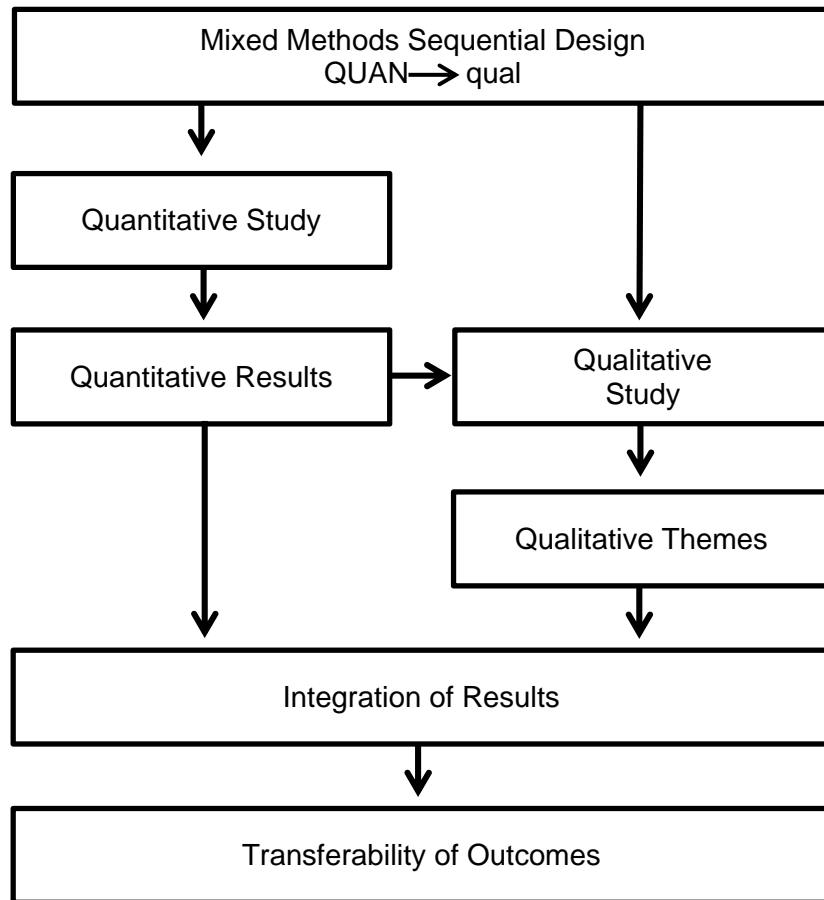 Mixed Methods Sequential Design
QUAN → qual
Quantitative Study
Quantitative Results
Qualitative
Study
Qualitative Themes
Integration of Results
Transferability of Outcomes